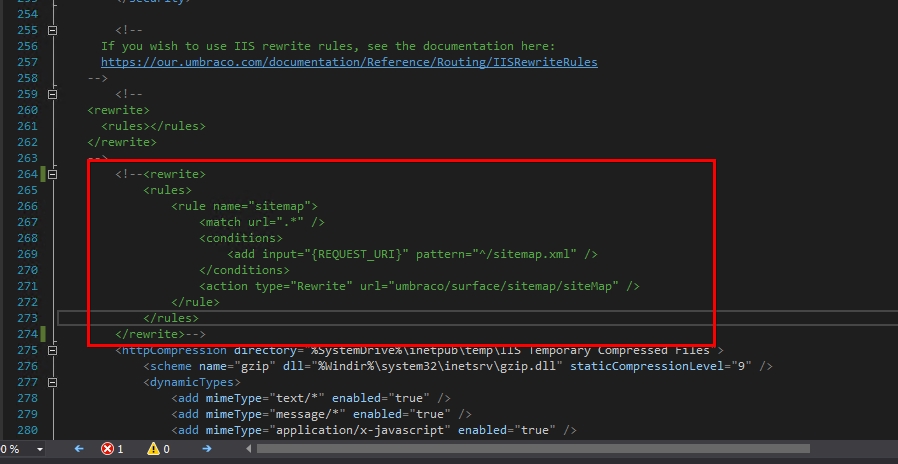 </security>
254
255 <!--
256 If you wish to use IIS rewrite rules, see the documentation here:
257 https://our.umbraco.com/documentation/Reference/Routing/IISRewriteRules
258 -->
259 <!--
260 <rewrite>
261 <rules></rules>
262 </rewrite>
263 -->
264 <!--<rewrite>
265 <rules>
266 <rule name="sitemap">
267 <match url=".*" />
268 <conditions>
269 <add input="{REQUEST_URI}" pattern="^/sitemap.xml" />
270 </conditions>
271 <action type="Rewrite" url="umbraco/surface/sitemap/siteMap" />
272 </rule>
273 </rules>
274 </rewrite>-->
275 <httpCompression directory="%SystemDrive%\inetpub\temp\IIS Temporary Compressed Files">
276 <scheme name="gzip" dll="%Windir%\system32\inetsrv\gzip.dll" staticCompressionLevel="9" />
277 <dynamicTypes>
278 <add mimeType="text/*" enabled="true" />
279 <add mimeType="message/*" enabled="true" />
280 <add mimeType="application/x-javascript" enabled="true" />
0 % 1 0